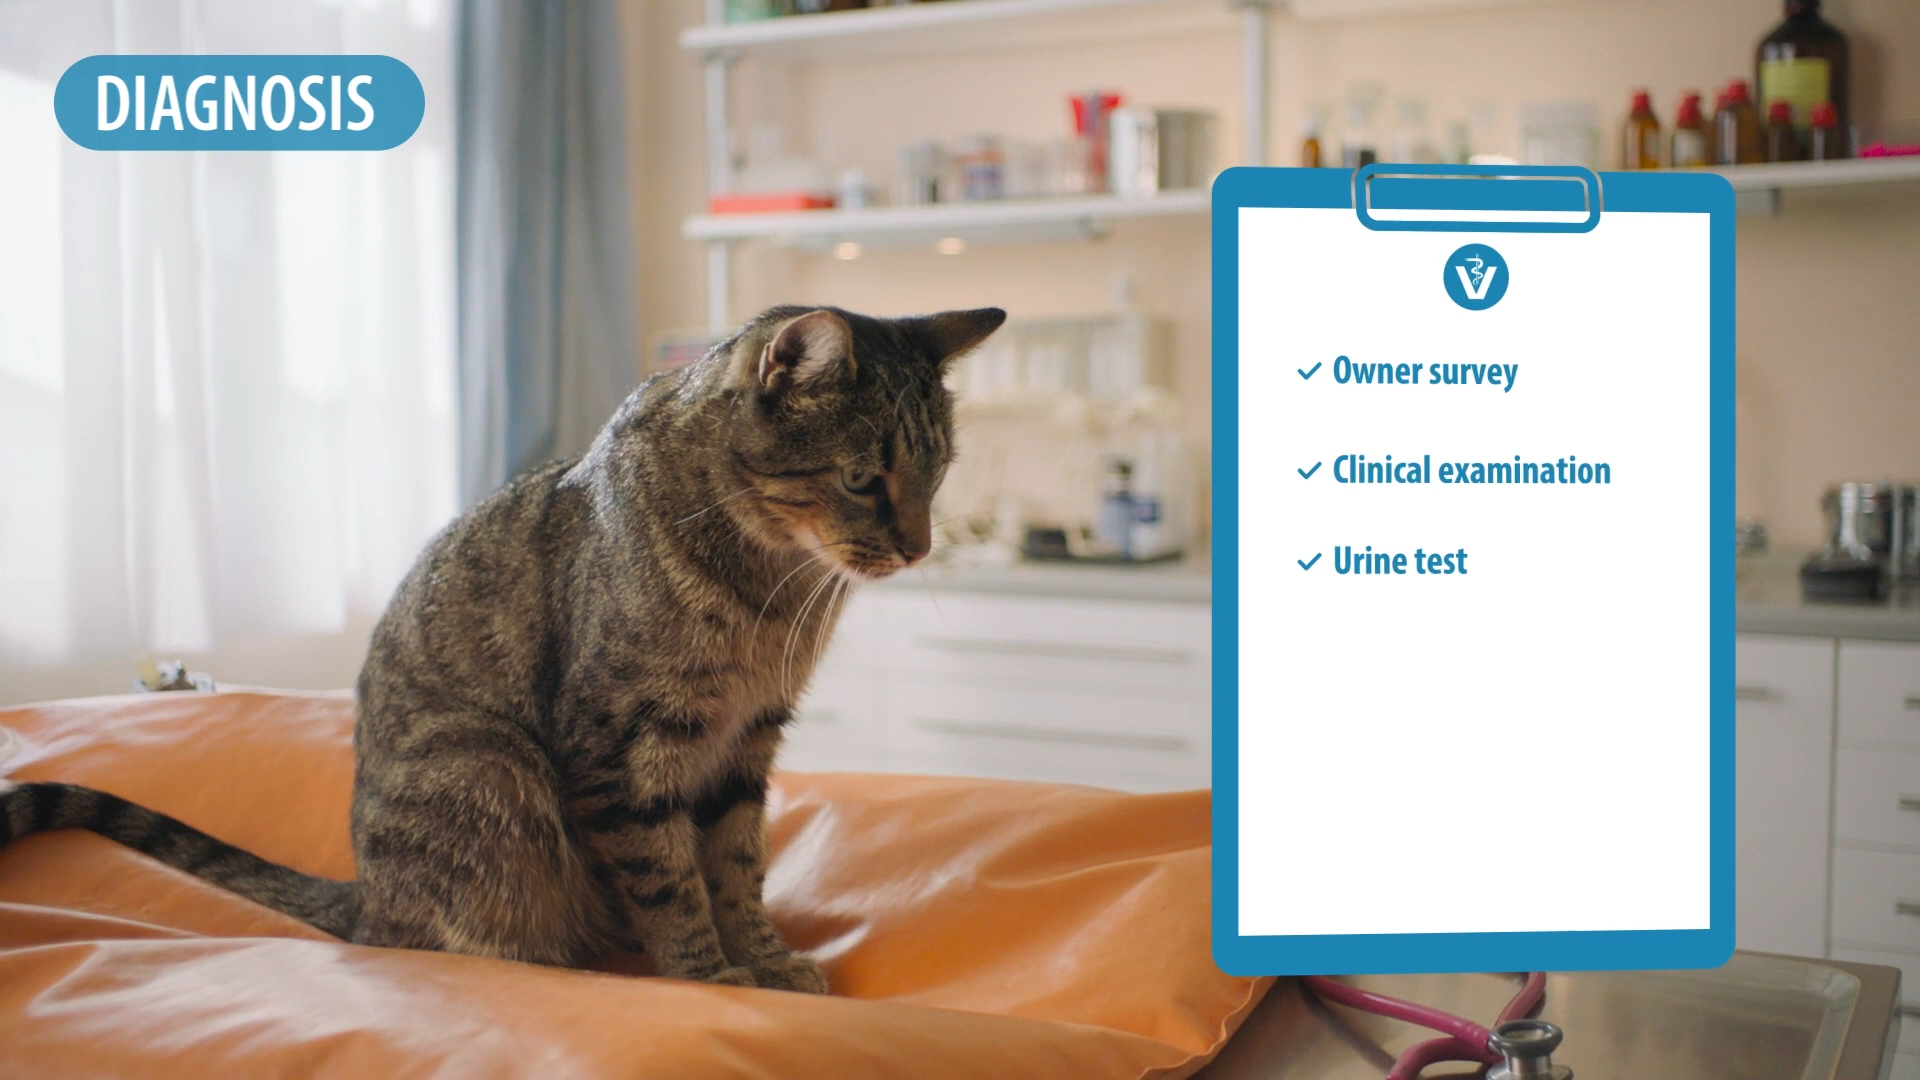 DIAGNOSIS
V
Owner survey
Clinical examination
Urine test